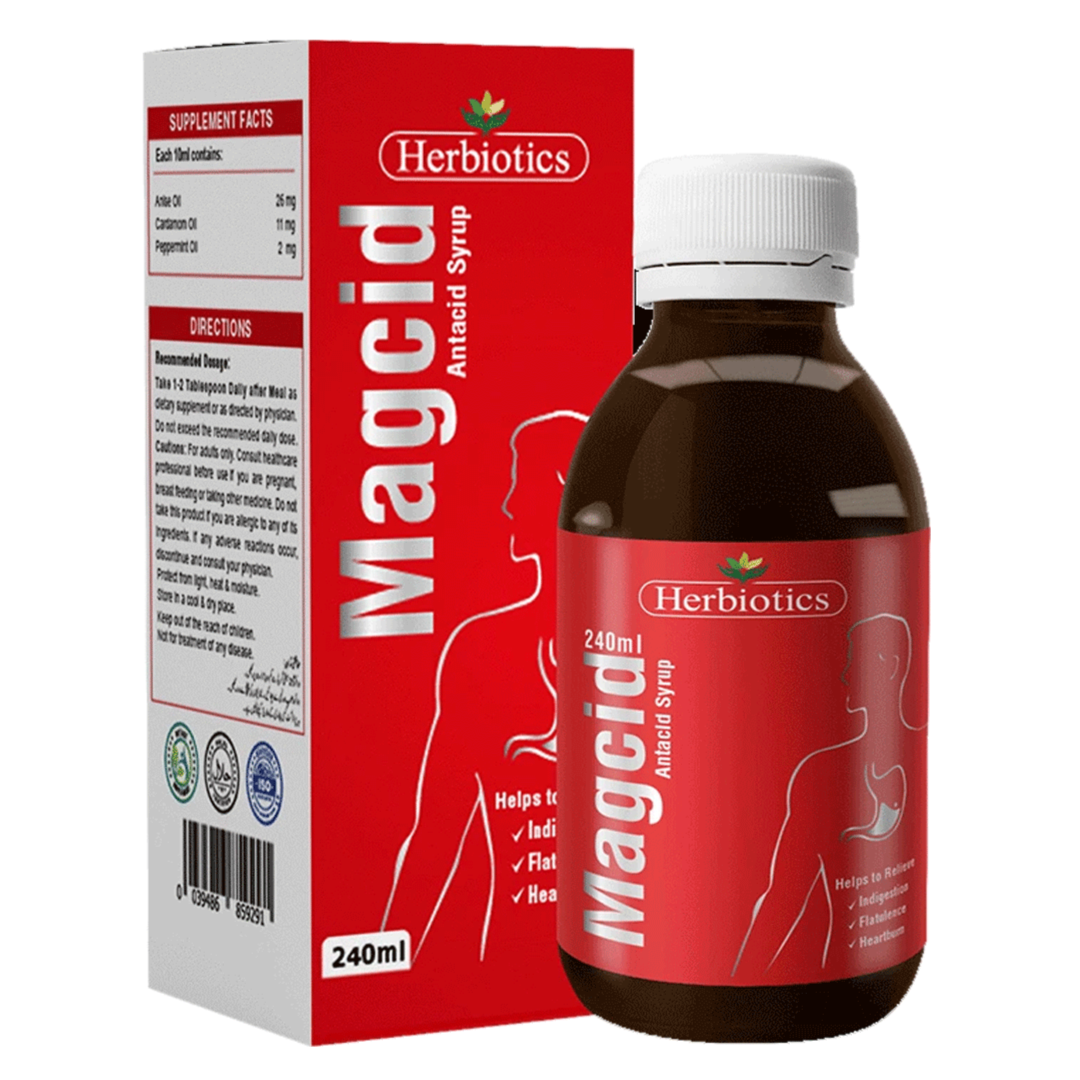 SUPPLEMENT FACTS
Each 10ml contains:
Anise Oil 26 mg
Cardamom Oil 11 mg
Peppermint Oil 2 mg
DIRECTIONS
Recommended Dosage:
Take 1-2 Tablespoon Daily after Meal as
dietary supplement or as directed by physician.
Do not exceed the recommended daily dose.
Cautions: For adults only. Consult healthcare
professional before use if you are pregnant,
breast feeding or taking other medicine. Do not
take this product if you are allergic to any of its
Ingredients. If any adverse reactions occur,
discontinue and consult your physician.
Protect from light, heat & moisture.
Store in a cool & dry place.
Keep out of the reach of children.
Not for treatment of any disease.
حلال
ISO
0 039486 859291
Herbiotics
Magcid
Antacid Syrup
Helps to
✓ Indi
✓ Flat
✓ Hea
240ml
Herbiotics
240ml
Magcid
Antacid Syrup
Helps to Relieve
✓ Indigestion
✓ Flatulence
✓ Heartburn